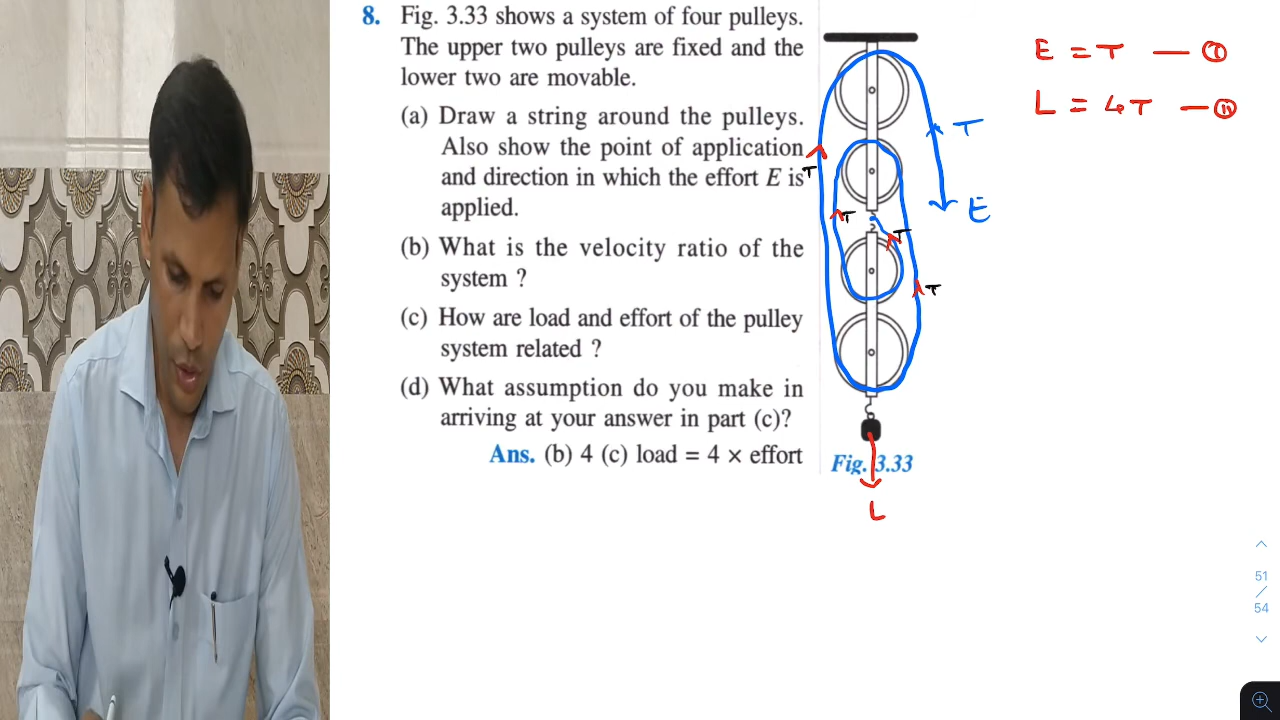 8. Fig. 3.33 shows a system of four pulleys.
The upper two pulleys are fixed and the
lower two are movable.
(a) Draw a string around the pulleys.
Also show the point of application
and direction in which the effort E is
applied.
(b) What is the velocity ratio of the
system ?
(c) How are load and effort of the pulley
system related ?
(d) What assumption do you make in
arriving at your answer in part (c)?
Ans. (b) 4 (c) load = 4 × effort
T
E
T
T
T
T
Fig. 3.33
L
E = T — (i)
L = 4T — (ii)
51
/
54